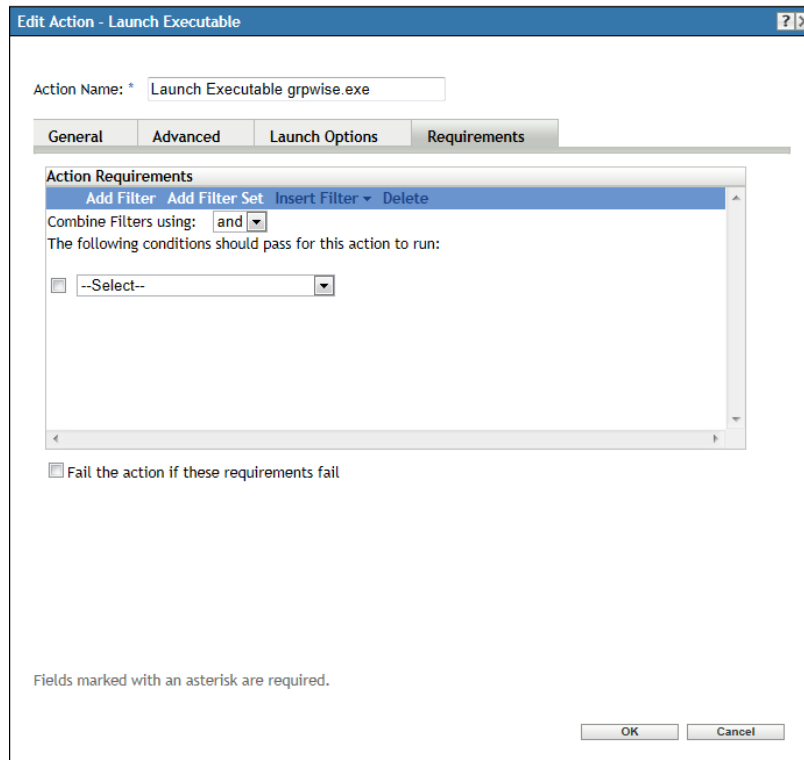 Edit Action - Launch Executable
?
Action Name: * Launch Executable grpwise.exe
General Advanced Launch Options Requirements
Action Requirements
Add Filter Add Filter Set Insert Filter Delete
Combine Filters using: and
The following conditions should pass for this action to run:
--Select--
Fail the action if these requirements fail
Fields marked with an asterisk are required.
OK Cancel